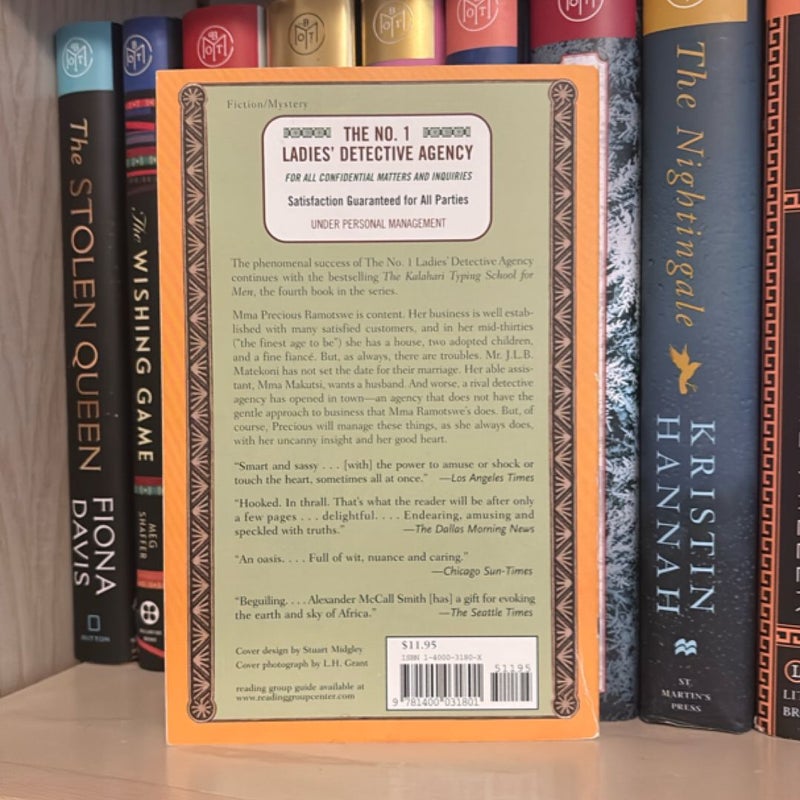 The STOLEN QUEEN
FIONA DAVIS
DUTTON
The WISHING GAME
MEG SHAFFER
BALLANTINE BOOKS
Fiction/Mystery
THE NO. 1
LADIES' DETECTIVE AGENCY
FOR ALL CONFIDENTIAL MATTERS AND INQUIRIES
Satisfaction Guaranteed for All Parties
UNDER PERSONAL MANAGEMENT
The phenomenal success of The No. 1 Ladies' Detective Agency
continues with the bestselling The Kalahari Typing School for
Men, the fourth book in the series.
Mma Precious Ramotswe is content. Her business is well estab-
lished with many satisfied customers, and in her mid-thirties
("the finest age to be") she has a house, two adopted children,
and a fine fiancé. But, as always, there are troubles. Mr. J.L.B.
Matekoni has not set the date for their marriage. Her able assis-
tant, Mma Makutsi, wants a husband. And worse, a rival detective
agency has opened in town—an agency that does not have the
gentle approach to business that Mma Ramotswe's does. But, of
course, Precious will manage these things, as she always does,
with her uncanny insight and her good heart.
"Smart and sassy . . . [with] the power to amuse or shock or
touch the heart, sometimes all at once." —Los Angeles Times
"Hooked. In thrall. That's what the reader will be after only
a few pages . . . delightful. . . . Endearing, amusing and
speckled with truths." —The Dallas Morning News
"An oasis. . . . Full of wit, nuance and caring."
—Chicago Sun-Times
"Beguiling. . . . Alexander McCall Smith [has] a gift for evoking
the earth and sky of Africa." —The Seattle Times
Cover design by Stuart Midgley
Cover photograph by L.H. Grant
reading group guide available at
www.readinggroupcenter.com
$11.95
ISBN 1-4000-3180-X
51195
9 781400 031801
The Nightingale
KRISTIN HANNAH
ST. MARTIN'S PRESS